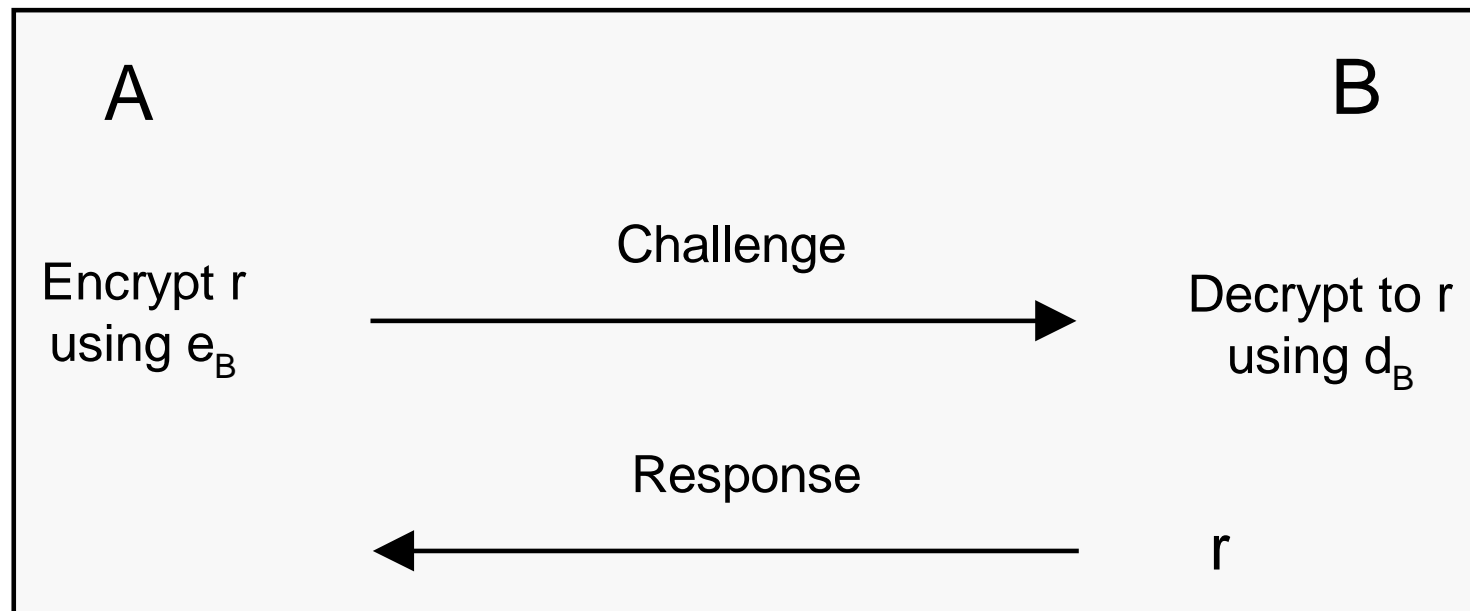 A
B
Challenge
Encrypt r
using e_B
Decrypt to r
using d_B
Response
r